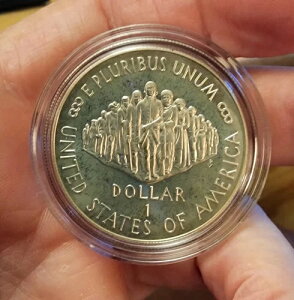 E PLURIBUS UNUM
DOLLAR
1
UNITED STATES OF AMERICA